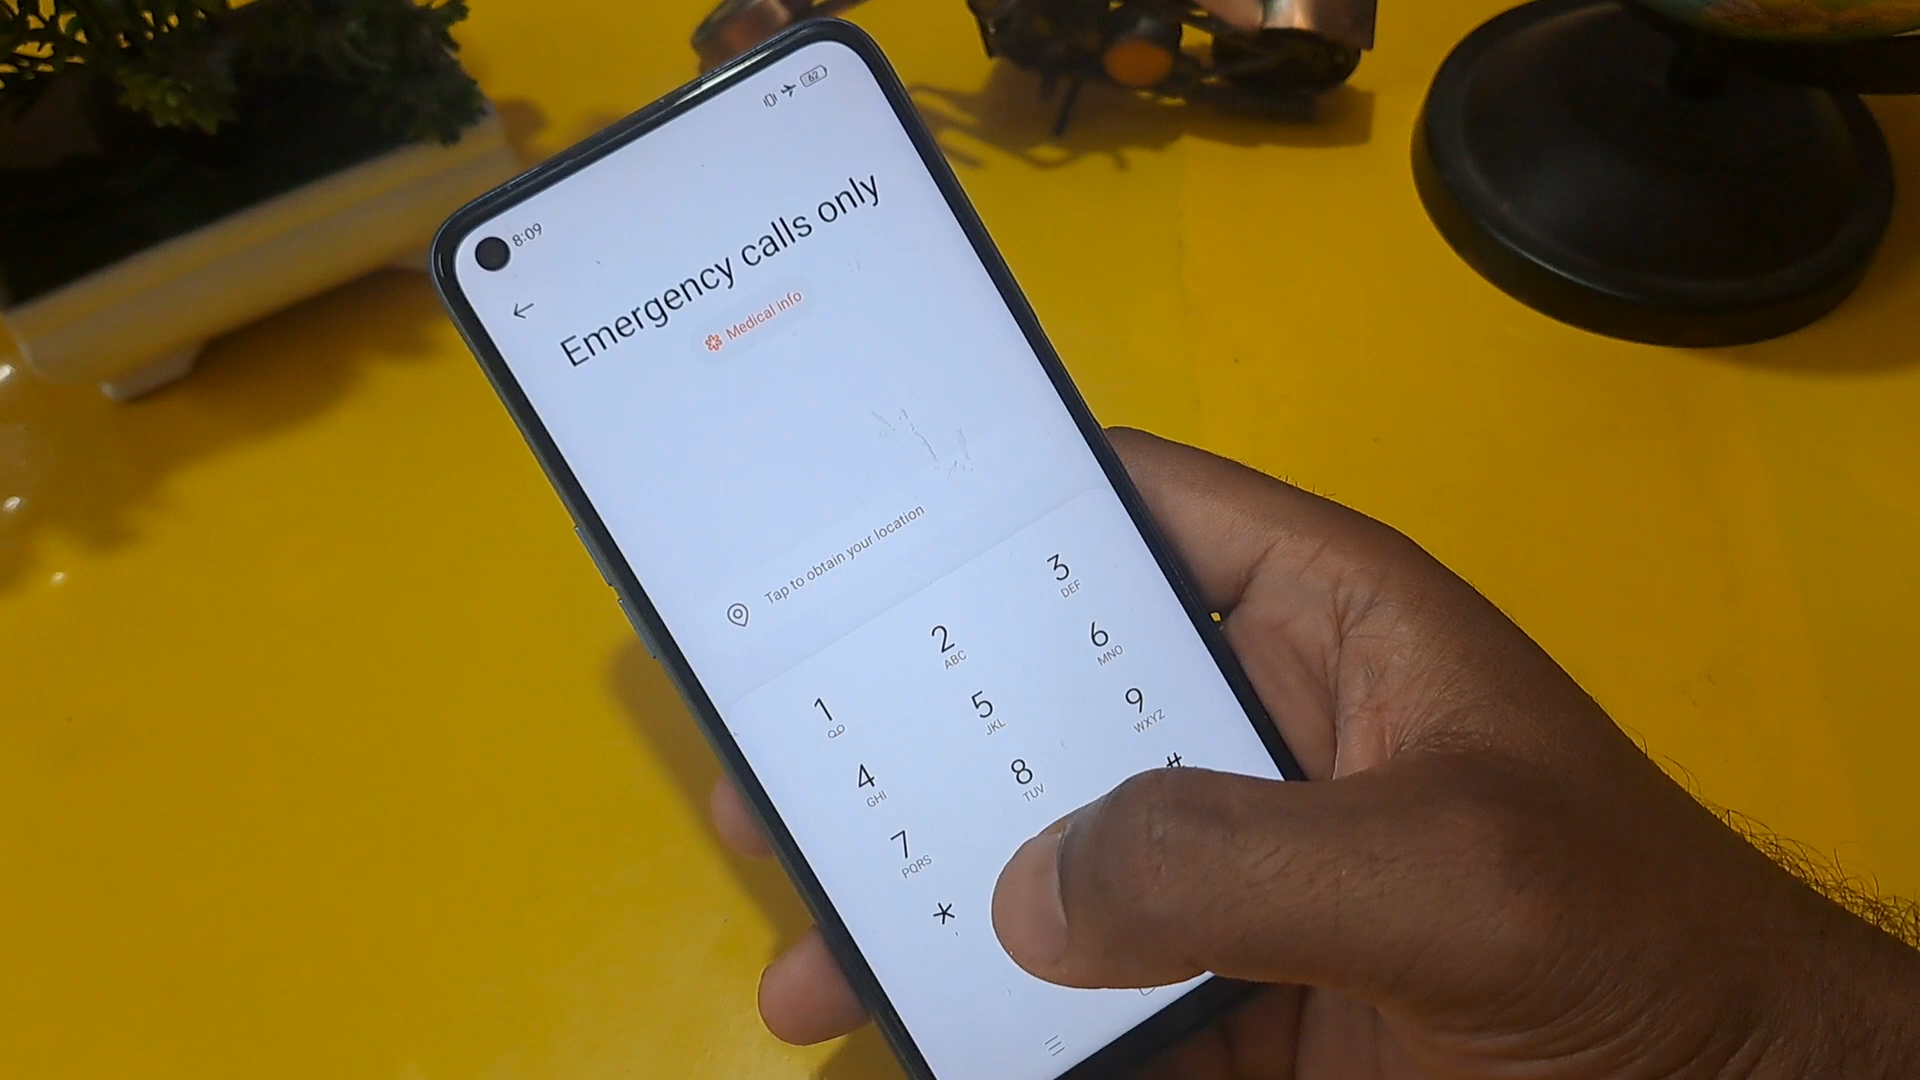 8:09
62
Emergency calls only
Medical info
Tap to obtain your location
1
2
ABC
3
DEF
4
GHI
5
JKL
6
MNO
7
PQRS
8
TUV
9
WXYZ
*
#